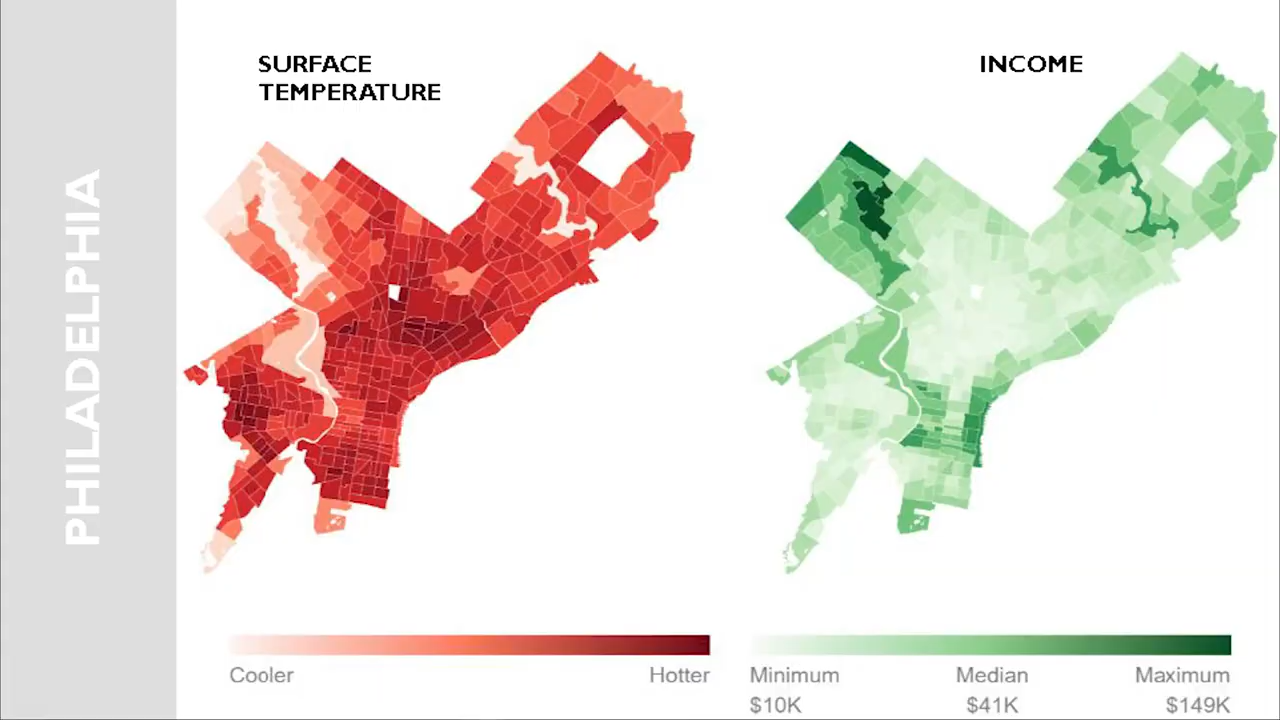 PHILADELPHIA
SURFACE
TEMPERATURE
INCOME
Cooler
Hotter
Minimum
$10K
Median
$41K
Maximum
$149K